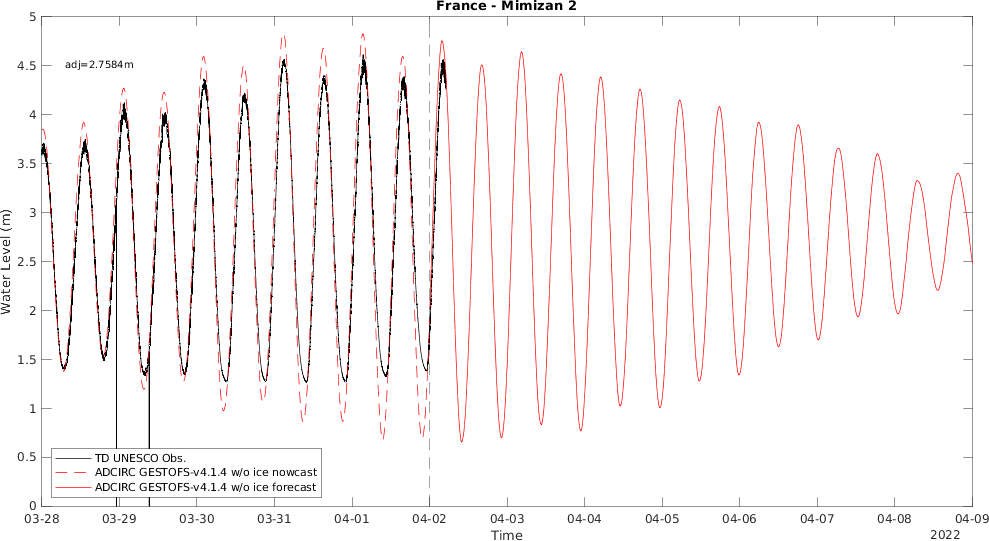 France - Mimizan 2
adj=2.7584m
Water Level (m)
5
4.5
4
3.5
3
2.5
2
1.5
1
0.5
0
TD UNESCO Obs.
ADCIRC GESTOFS-v4.1.4 w/o ice nowcast
ADCIRC GESTOFS-v4.1.4 w/o ice forecast
03-28 03-29 03-30 03-31 04-01 04-02 04-03 04-04 04-05 04-06 04-07 04-08 04-09
Time
2022